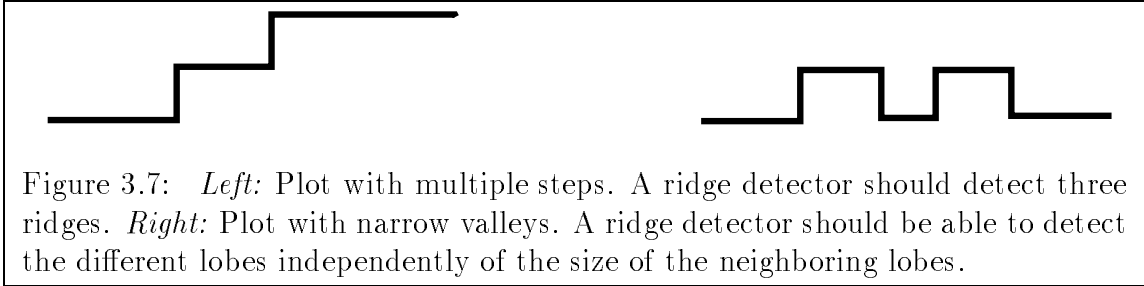 Figure 3.7: Left: Plot with multiple steps. A ridge detector should detect three
ridges. Right: Plot with narrow valleys. A ridge detector should be able to detect
the different lobes independently of the size of the neighboring lobes.